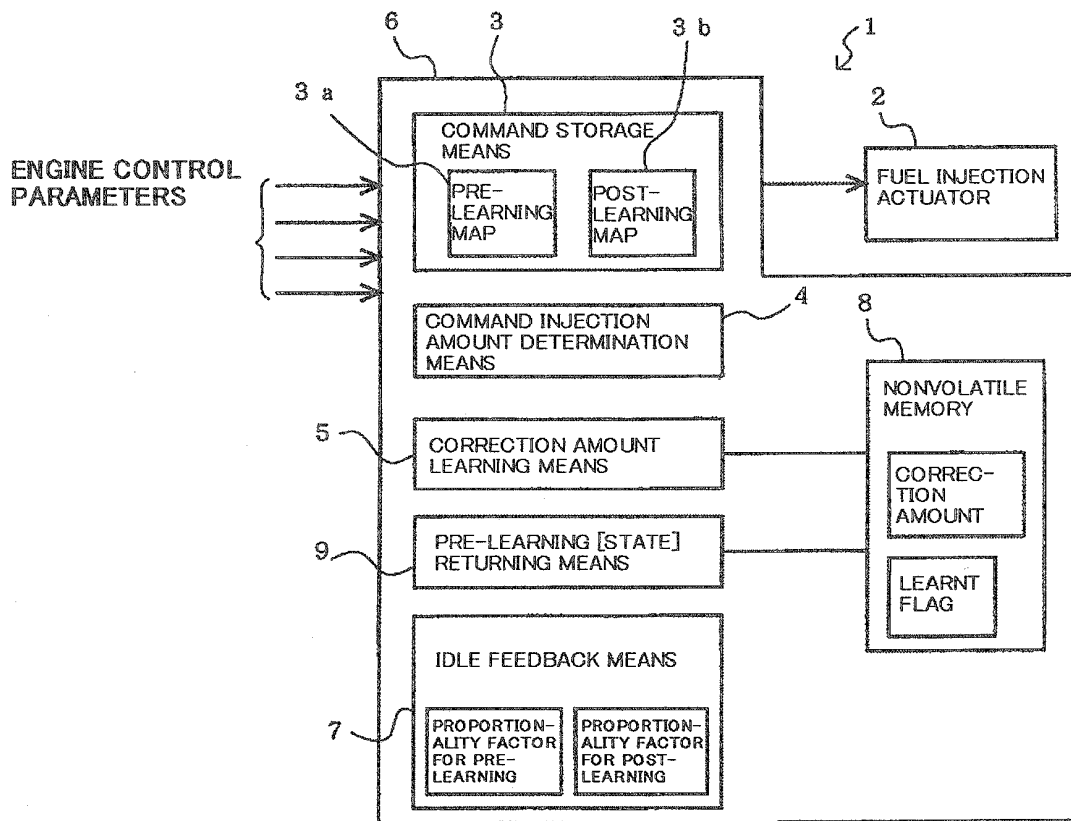 6
3
3 b
1
3 a
2
COMMAND STORAGE
MEANS
ENGINE CONTROL
PARAMETERS
PRE-
LEARNING
MAP
POST-
LEARNING
MAP
FUEL INJECTION
ACTUATOR
4
COMMAND INJECTION
AMOUNT DETERMINATION
MEANS
8
NONVOLATILE
MEMORY
5
CORRECTION AMOUNT
LEARNING MEANS
CORREC-
TION
AMOUNT
9
PRE-LEARNING [STATE]
RETURNING MEANS
LEARNT
FLAG
IDLE FEEDBACK MEANS
7
PROPORTION-
ALITY FACTOR
FOR PRE-
LEARNING
PROPORTION-
ALITY FACTOR
FOR POST-
LEARNING